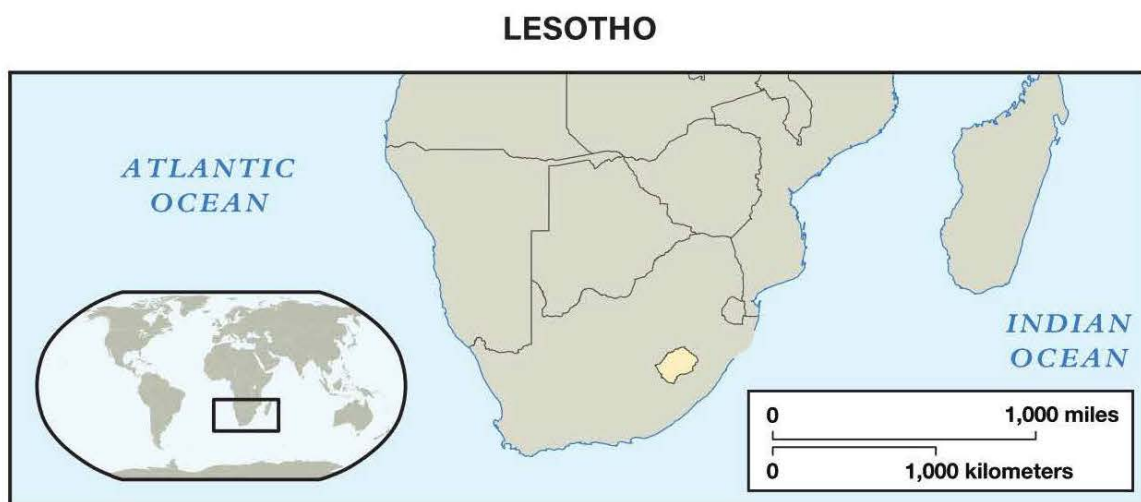 LESOTHO
ATLANTIC
OCEAN
INDIAN
OCEAN
0 1,000 miles
0 1,000 kilometers